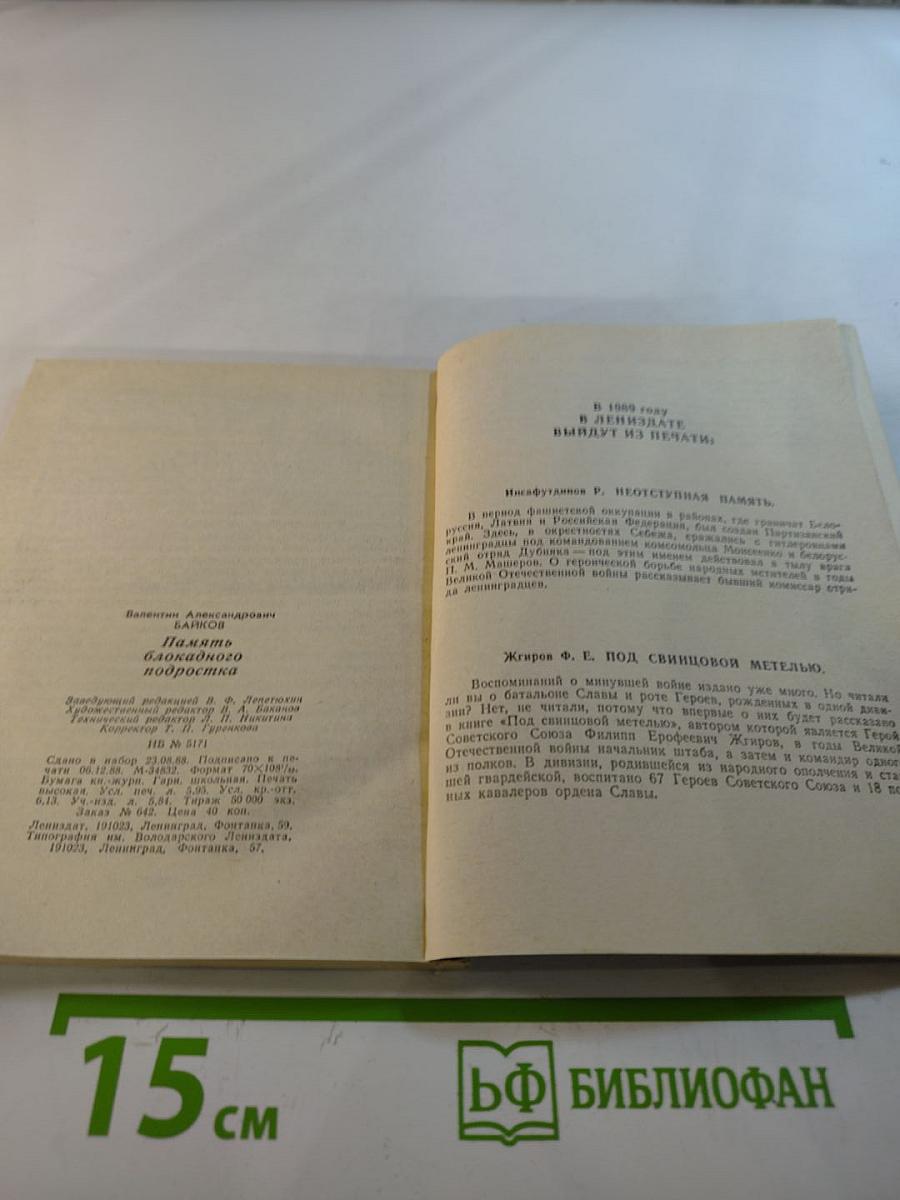 Валентин Александрович
БАЙКОВ
Память
блокадного
подростка
Заведующий редакцией В. Ф. Лепетюхин
Художественный редактор В. А. Баканов
Технический редактор Л. П. Никитина
Корректор Т. П. Гуренкова
ИБ № 5171
Сдано в набор 23.08.88. Подписано к пе-
чати 06.12.88. М-34832. Формат 70×108¹/₃₂.
Бумага кн.-журн. Гарн. школьная. Печать
высокая. Усл. печ. л. 5,95. Усл. кр.-отт.
6,13. Уч.-изд. л. 5,84. Тираж 50 000 экз.
Заказ № 642. Цена 40 коп.
Лениздат, 191023, Ленинград, Фонтанка, 59.
Типография им. Володарского Лениздата,
191023, Ленинград, Фонтанка, 57.
В 1989 году
В ЛЕНИЗДАТЕ
ВЫЙДУТ ИЗ ПЕЧАТИ:
Инсафутдинов Р. НЕОТСТУПНАЯ ПАМЯТЬ.
В период фашистской оккупации в районах, где граничат Бело-
руссия, Латвия и Российская Федерация, был создан Партизанский
край. Здесь, в окрестностях Себежа, сражались с гитлеровцами
ленинградцы под командованием комсомольца Моисеенко и белорус-
ский отряд Дубняка — под этим именем действовал в тылу врага
П. М. Машеров. О героической борьбе народных мстителей в годы
Великой Отечественной войны рассказывает бывший комиссар отря-
да ленинградцев.
Жгиров Ф. Е. ПОД СВИНЦОВОЙ МЕТЕЛЬЮ.
Воспоминаний о минувшей войне издано уже много. Но читали
ли вы о батальоне Славы и роте Героев, рожденных в одной диви-
зии? Нет, не читали, потому что впервые о них будет рассказано
в книге «Под свинцовой метелью», автором которой является Герой
Советского Союза Филипп Ерофеевич Жгиров, в годы Великой
Отечественной войны начальник штаба, а затем и командир одного
из полков. В дивизии, родившейся из народного ополчения и ста
шей гвардейской, воспитано 67 Героев Советского Союза и 18 по
ных кавалеров ордена Славы.
15 см
ЬФ БИБЛИОФАН